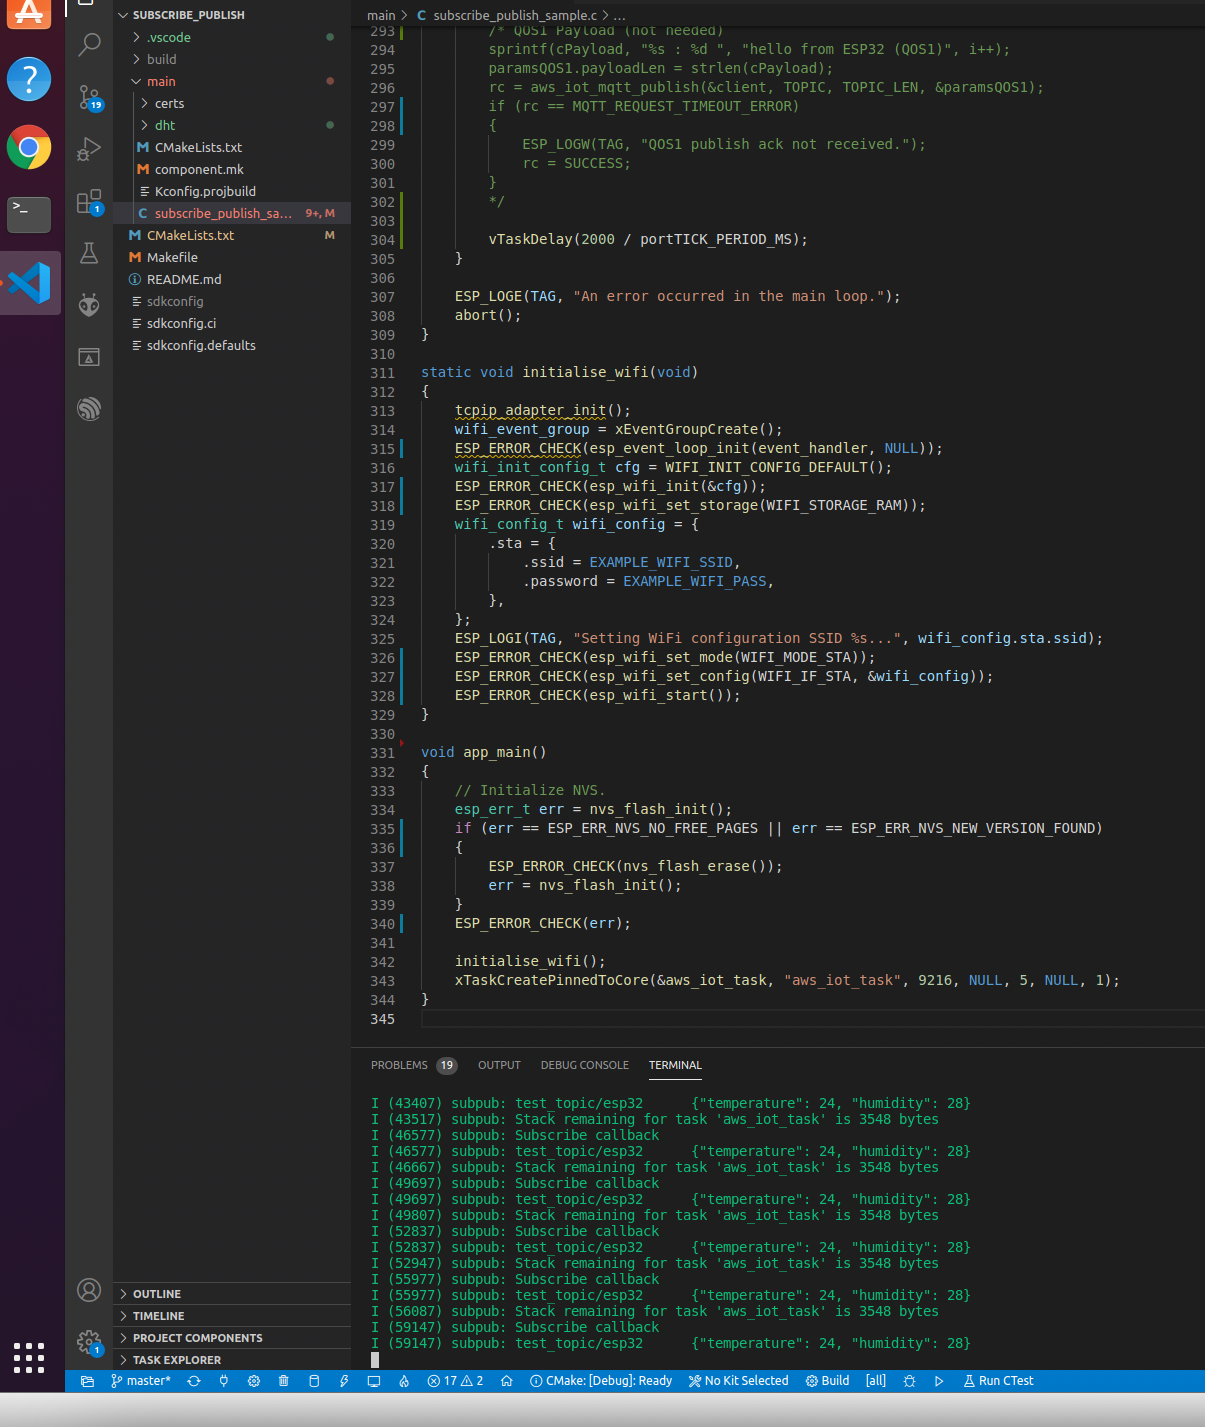 SUBSCRIBE_PUBLISH
.vscode
build
main
certs
dht
CMakeLists.txt
component.mk
Kconfig.projbuild
subscribe_publish_sa... 9+, M
CMakeLists.txt M
Makefile
README.md
sdkconfig
sdkconfig.ci
sdkconfig.defaults
OUTLINE
TIMELINE
PROJECT COMPONENTS
TASK EXPLORER
19
1
1
main > C subscribe_publish_sample.c > ...
293 /* QOS1 Payload (not needed)
294 sprintf(cPayload, "%s : %d ", "hello from ESP32 (QOS1)", i++);
295 paramsQOS1.payloadLen = strlen(cPayload);
296 rc = aws_iot_mqtt_publish(&client, TOPIC, TOPIC_LEN, &paramsQOS1);
297 if (rc == MQTT_REQUEST_TIMEOUT_ERROR)
298 {
299 ESP_LOGW(TAG, "QOS1 publish ack not received.");
300 rc = SUCCESS;
301 }
302 */
303
304 vTaskDelay(2000 / portTICK_PERIOD_MS);
305 }
306
307 ESP_LOGE(TAG, "An error occurred in the main loop.");
308 abort();
309 }
310
311 static void initialise_wifi(void)
312 {
313 tcpip_adapter_init();
314 wifi_event_group = xEventGroupCreate();
315 ESP_ERROR_CHECK(esp_event_loop_init(event_handler, NULL));
316 wifi_init_config_t cfg = WIFI_INIT_CONFIG_DEFAULT();
317 ESP_ERROR_CHECK(esp_wifi_init(&cfg));
318 ESP_ERROR_CHECK(esp_wifi_set_storage(WIFI_STORAGE_RAM));
319 wifi_config_t wifi_config = {
320 .sta = {
321 .ssid = EXAMPLE_WIFI_SSID,
322 .password = EXAMPLE_WIFI_PASS,
323 },
324 };
325 ESP_LOGI(TAG, "Setting WiFi configuration SSID %s...", wifi_config.sta.ssid);
326 ESP_ERROR_CHECK(esp_wifi_set_mode(WIFI_MODE_STA));
327 ESP_ERROR_CHECK(esp_wifi_set_config(WIFI_IF_STA, &wifi_config));
328 ESP_ERROR_CHECK(esp_wifi_start());
329 }
330
331 void app_main()
332 {
333 // Initialize NVS.
334 esp_err_t err = nvs_flash_init();
335 if (err == ESP_ERR_NVS_NO_FREE_PAGES || err == ESP_ERR_NVS_NEW_VERSION_FOUND)
336 {
337 ESP_ERROR_CHECK(nvs_flash_erase());
338 err = nvs_flash_init();
339 }
340 ESP_ERROR_CHECK(err);
341
342 initialise_wifi();
343 xTaskCreatePinnedToCore(&aws_iot_task, "aws_iot_task", 9216, NULL, 5, NULL, 1);
344 }
345
PROBLEMS 19 OUTPUT DEBUG CONSOLE TERMINAL
I (43407) subpub: test_topic/esp32 {"temperature": 24, "humidity": 28}
I (43517) subpub: Stack remaining for task 'aws_iot_task' is 3548 bytes
I (46577) subpub: Subscribe callback
I (46577) subpub: test_topic/esp32 {"temperature": 24, "humidity": 28}
I (46667) subpub: Stack remaining for task 'aws_iot_task' is 3548 bytes
I (49697) subpub: Subscribe callback
I (49697) subpub: test_topic/esp32 {"temperature": 24, "humidity": 28}
I (49807) subpub: Stack remaining for task 'aws_iot_task' is 3548 bytes
I (52837) subpub: Subscribe callback
I (52837) subpub: test_topic/esp32 {"temperature": 24, "humidity": 28}
I (52947) subpub: Stack remaining for task 'aws_iot_task' is 3548 bytes
I (55977) subpub: Subscribe callback
I (55977) subpub: test_topic/esp32 {"temperature": 24, "humidity": 28}
I (56087) subpub: Stack remaining for task 'aws_iot_task' is 3548 bytes
I (59147) subpub: Subscribe callback
I (59147) subpub: test_topic/esp32 {"temperature": 24, "humidity": 28}
master* 17 2 CMake: [Debug]: Ready No Kit Selected Build [all] Run CTest